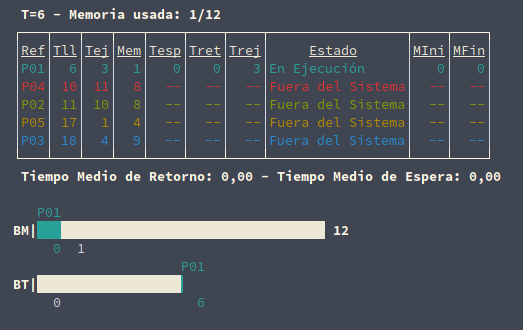 T=6 - Memoria usada: 1/12
Ref Tll Tej Mem Tesp Tret Trej Estado MIni MFin
P01 6 3 1 0 0 3 En Ejecución 0 0
P04 10 11 8 -- -- -- Fuera del Sistema -- --
P02 11 10 8 -- -- -- Fuera del Sistema -- --
P05 17 1 4 -- -- -- Fuera del Sistema -- --
P03 18 4 9 -- -- -- Fuera del Sistema -- --
Tiempo Medio de Retorno: 0,00 - Tiempo Medio de Espera: 0,00
P01
BM| 12
0 1
P01
BT|
0 6